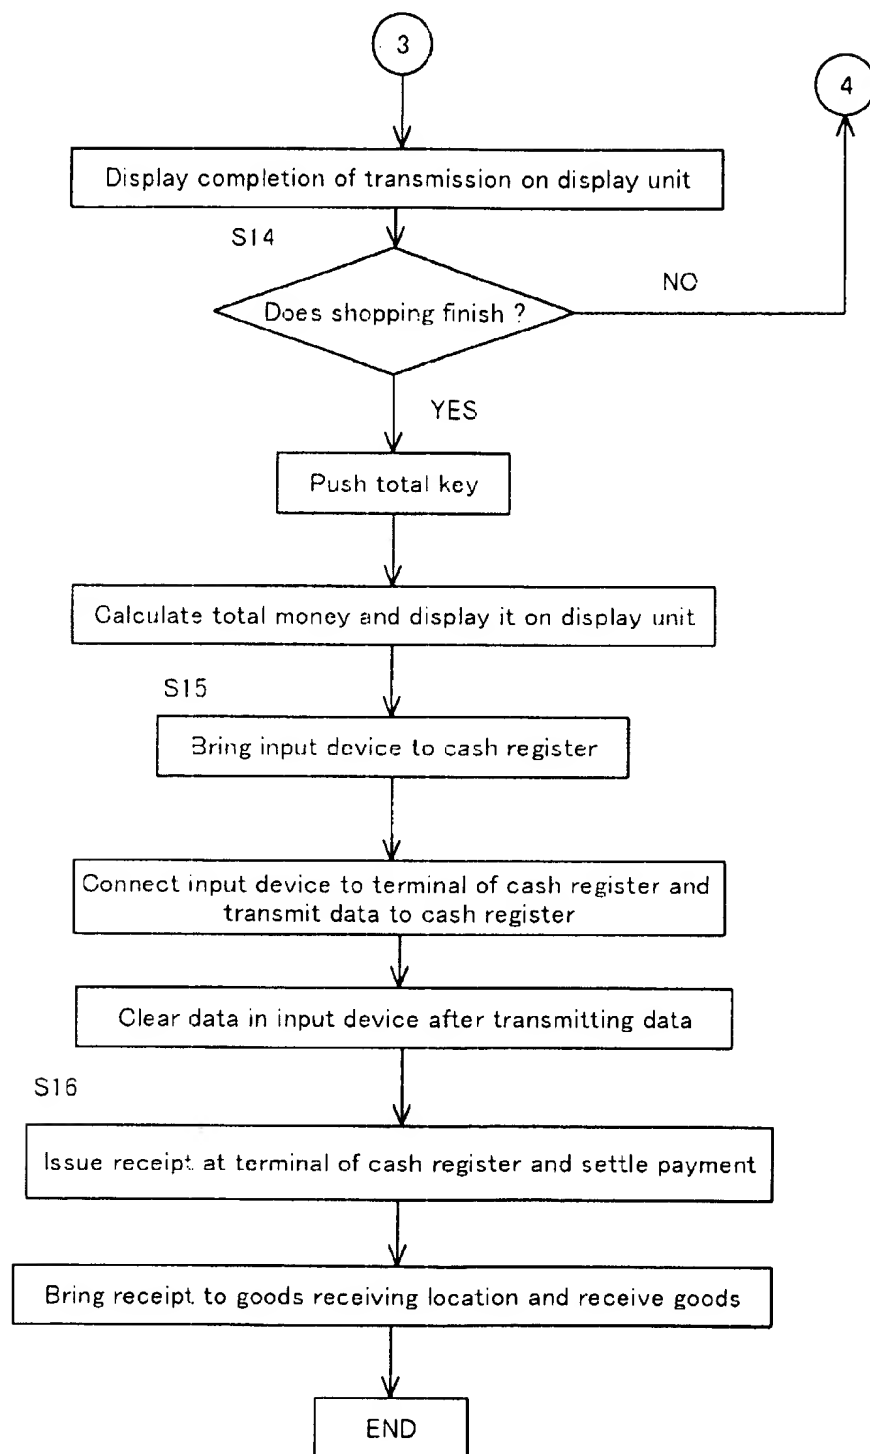 3
4
Display completion of transmission on display unit
S14
NO
Does shopping finish ?
YES
Push total key
Calculate total money and display it on display unit
S15
Bring input device to cash register
Connect input device to terminal of cash register and
transmit data to cash register
Clear data in input device after transmitting data
S16
Issue receipt at terminal of cash register and settle payment
Bring receipt to goods receiving location and receive goods
END